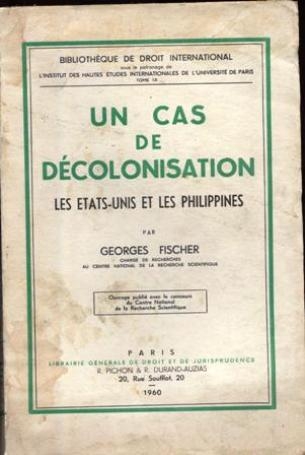 BIBLIOTHÈQUE DE DROIT INTERNATIONAL
sous le patronage de
L'INSTITUT DES HAUTES ÉTUDES INTERNATIONALES DE L'UNIVERSITÉ DE PARIS
TOME
UN CAS
DE
DÉCOLONISATION
LES ETATS-UNIS ET LES PHILIPPINES
PAR
GEORGES FISCHER
CHARGÉ DE RECHERCHES
AU CENTRE NATIONAL DE LA RECHERCHE SCIENTIFIQUE
Ouvrage publié avec le concours
du Centre National
de la Recherche Scientifique
PARIS
LIBRAIRIE GÉNÉRALE DE DROIT ET DE JURISPRUDENCE
R. PICHON & R. DURAND-AUZIAS
20, Rue Soufflot, 20
1960